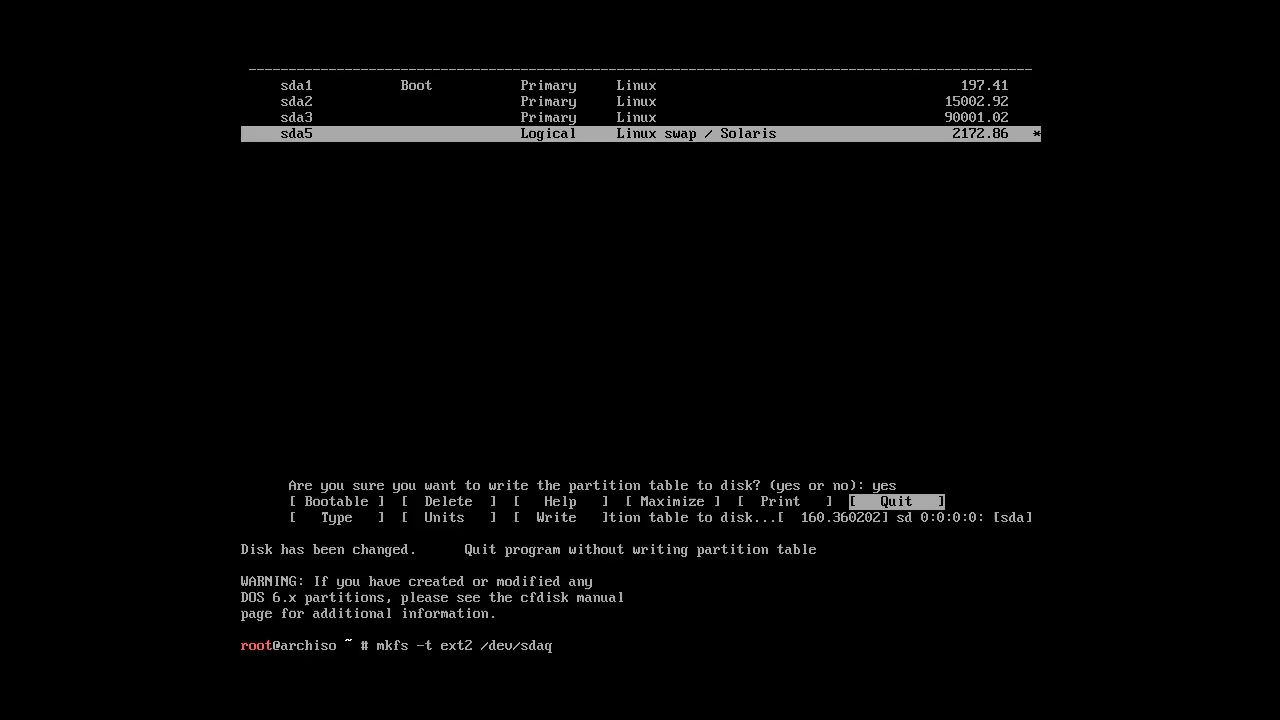 sda1 Boot Primary Linux 197.41
sda2 Primary Linux 15002.92
sda3 Primary Linux 90001.02
sda5 Logical Linux swap / Solaris 2172.86 *
Are you sure you want to write the partition table to disk? (yes or no): yes
[ Bootable ] [ Delete ] [ Help ] [ Maximize ] [ Print ] [ Quit ]
[ Type ] [ Units ] [ Write ]tion table to disk...[ 160.360202] sd 0:0:0:0: [sda]
Disk has been changed. Quit program without writing partition table
WARNING: If you have created or modified any
DOS 6.x partitions, please see the cfdisk manual
page for additional information.
root@archiso ~ # mkfs -t ext2 /dev/sdaq